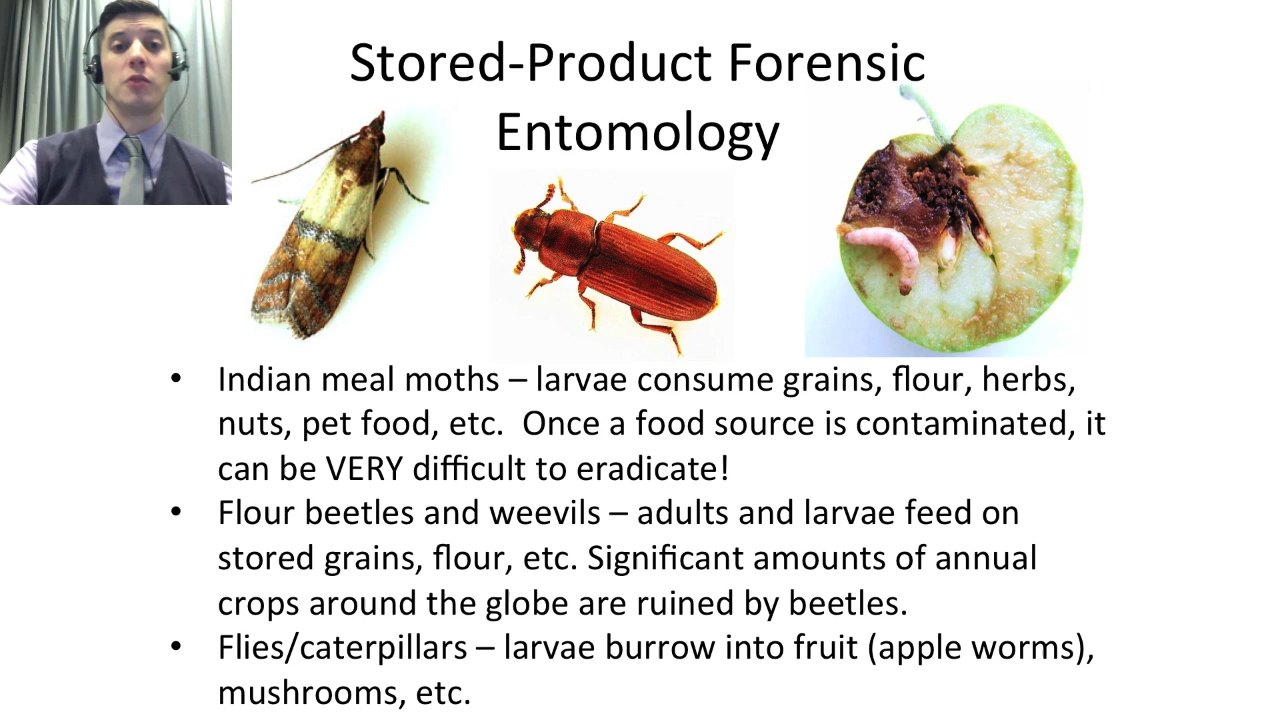 Stored-Product Forensic
Entomology
• Indian meal moths – larvae consume grains, flour, herbs,
nuts, pet food, etc.  Once a food source is contaminated, it
can be VERY difficult to eradicate!
• Flour beetles and weevils – adults and larvae feed on
stored grains, flour, etc. Significant amounts of annual
crops around the globe are ruined by beetles.
• Flies/caterpillars – larvae burrow into fruit (apple worms),
mushrooms, etc.